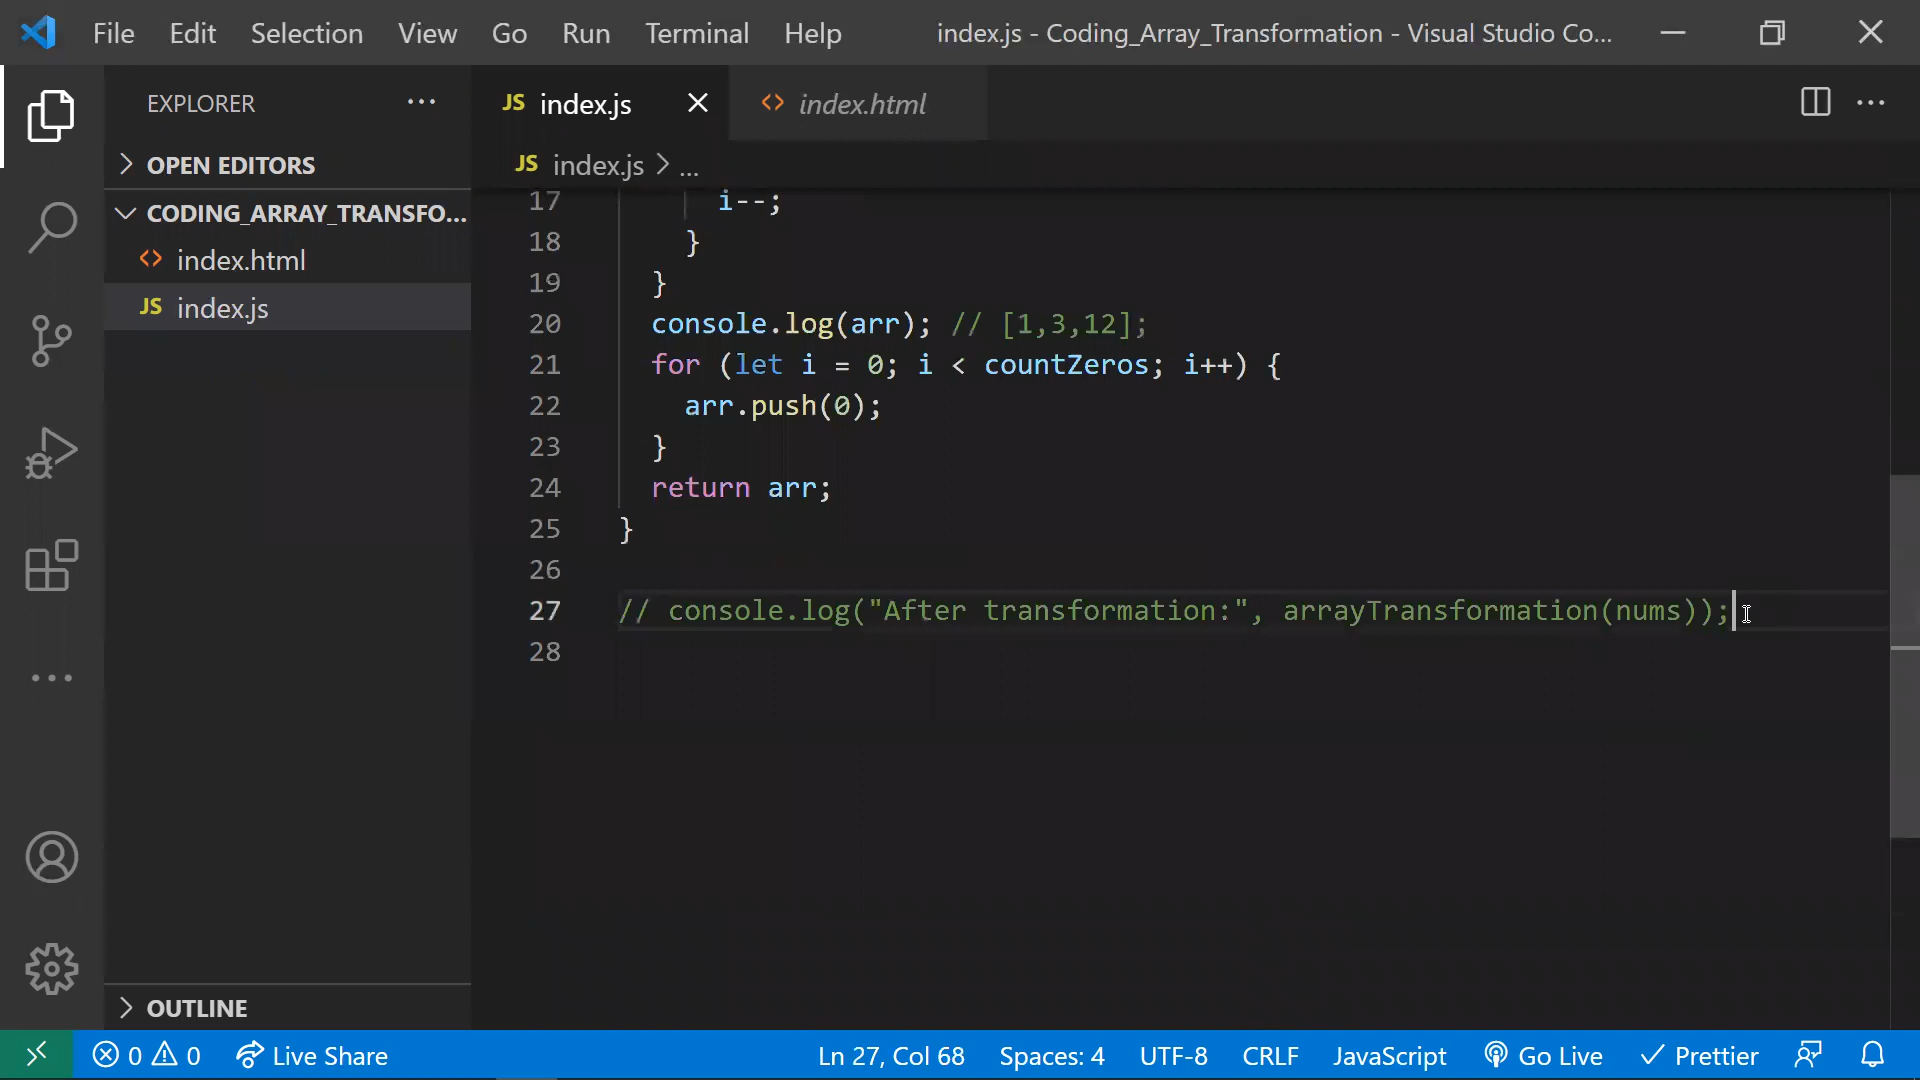 File Edit Selection View Go Run Terminal Help index.js - Coding_Array_Transformation - Visual Studio Co...
EXPLORER ...
OPEN EDITORS
CODING_ARRAY_TRANSFO...
<> index.html
JS index.js
OUTLINE
JS index.js <> index.html
JS index.js > ...
17 i--;
18 }
19 }
20 console.log(arr); // [1,3,12];
21 for (let i = 0; i < countZeros; i++) {
22 arr.push(0);
23 }
24 return arr;
25 }
26
27 // console.log("After transformation:", arrayTransformation(nums));
28
0 0 Live Share Ln 27, Col 68 Spaces: 4 UTF-8 CRLF JavaScript Go Live Prettier